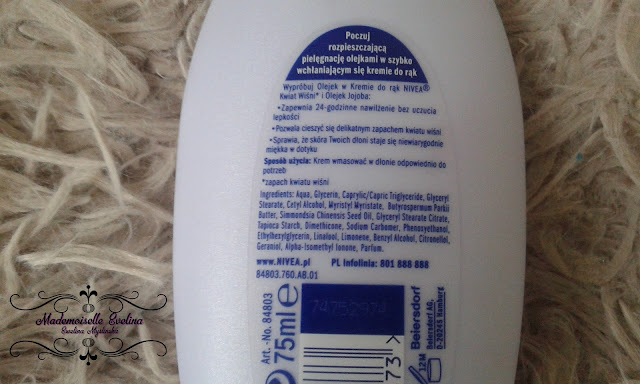 Poczuj
rozpieszczającą
pielęgnację olejkami w szybko
wchłaniającym się kremie do rąk
Wypróbuj Olejek w Kremie do rąk NIVEA®
Kwiat Wiśni* i Olejek Jojoba:
•Zapewnia 24-godzinne nawilżenie bez uczucia
lepkości
•Pozwala cieszyć się delikatnym zapachem kwiatu wiśni
•Sprawia, że skóra Twoich dłoni staje się niewiarygodnie
miękka w dotyku
Sposób użycia: Krem wmasować w dłonie odpowiednio do
potrzeb
*zapach kwiatu wiśni
Ingredients: Aqua, Glycerin, Caprylic/Capric Triglyceride, Glyceryl
Stearate, Cetyl Alcohol, Myristyl Myristate, Butyrospermum Parkii
Butter, Simmondsia Chinensis Seed Oil, Glyceryl Stearate Citrate,
Tapioca Starch, Dimethicone, Sodium Carbomer, Phenoxyethanol,
Ethylhexylglycerin, Linalool, Limonene, Benzyl Alcohol, Citronellol,
Geraniol, Alpha-Isomethyl Ionone, Parfum.
www.NIVEA.pl PL Infolinia: 801 888 888
84803.760.AB.01
Art.-No. 84803
75ml e
73>
12M
Beiersdorf
Beiersdorf AG,
D-20245 Hamburg
Mademoiselle Evelina